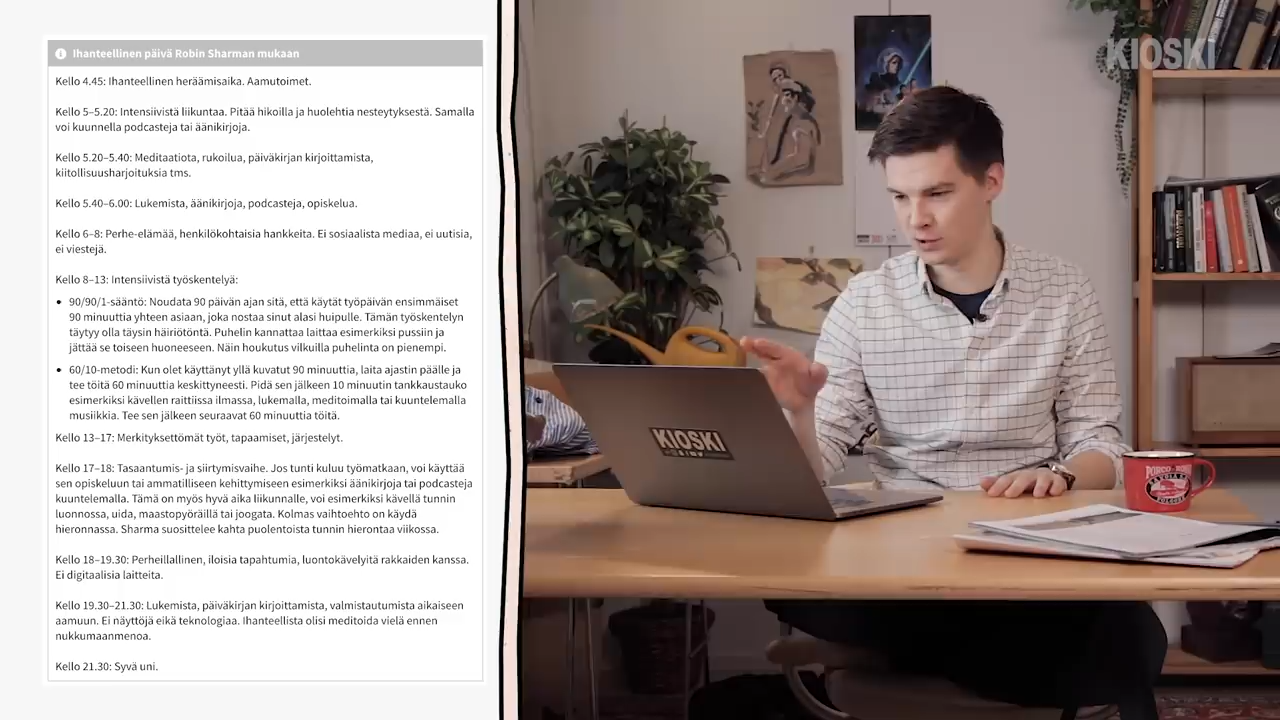 Ihanteellinen päivä Robin Sharman mukaan
Kello 4.45: Ihanteellinen heräämisaika. Aamutoimet.
Kello 5–5.20: Intensiivistä liikuntaa. Pitää hikoilla ja huolehtia nesteytyksestä. Samalla
voi kuunnella podcasteja tai äänikirjoja.
Kello 5.20–5.40: Meditaatiota, rukoilua, päiväkirjan kirjoittamista,
kiitollisuusharjoituksia tms.
Kello 5.40–6.00: Lukemista, äänikirjoja, podcasteja, opiskelua.
Kello 6–8: Perhe-elämää, henkilökohtaisia hankkeita. Ei sosiaalista mediaa, ei uutisia,
ei viestejä.
Kello 8–13: Intensiivistä työskentelyä:
• 90/90/1-sääntö: Noudata 90 päivän ajan sitä, että käytät työpäivän ensimmäiset
90 minuuttia yhteen asiaan, joka nostaa sinut alasi huipulle. Tämän työskentelyn
täytyy olla täysin häiriötöntä. Puhelin kannattaa laittaa esimerkiksi pussiin ja
jättää se toiseen huoneeseen. Näin houkutus vilkuilla puhelinta on pienempi.
• 60/10-metodi: Kun olet käyttänyt yllä kuvatut 90 minuuttia, laita ajastin päälle ja
tee töitä 60 minuuttia keskittyneesti. Pidä sen jälkeen 10 minuutin tankkaustauko
esimerkiksi kävellen raittiissa ilmassa, lukemalla, meditoimalla tai kuuntelemalla
musiikkia. Tee sen jälkeen seuraavat 60 minuuttia töitä.
Kello 13–17: Merkityksettömät työt, tapaamiset, järjestelyt.
Kello 17–18: Tasaantumis- ja siirtymisvaihe. Jos tunti kuluu työmatkaan, voi käyttää
sen opiskeluun tai ammatilliseen kehittymiseen esimerkiksi äänikirjoja tai podcasteja
kuuntelemalla. Tämä on myös hyvä aika liikunnalle, voi esimerkiksi kävellä tunnin
luonnossa, uida, maastopyöräillä tai joogata. Kolmas vaihtoehto on käydä
hieronnassa. Sharma suosittelee kahta puolentoista tunnin hierontaa viikossa.
Kello 18–19.30: Perheillallinen, iloisia tapahtumia, luontokävelyitä rakkaiden kanssa.
Ei digitaalisia laitteita.
Kello 19.30–21.30: Lukemista, päiväkirjan kirjoittamista, valmistautumista aikaiseen
aamuun. Ei näyttöjä eikä teknologiaa. Ihanteellista olisi meditoida vielä ennen
nukkumaanmenoa.
Kello 21.30: Syvä uni.
KIOSKI
KIOSKI